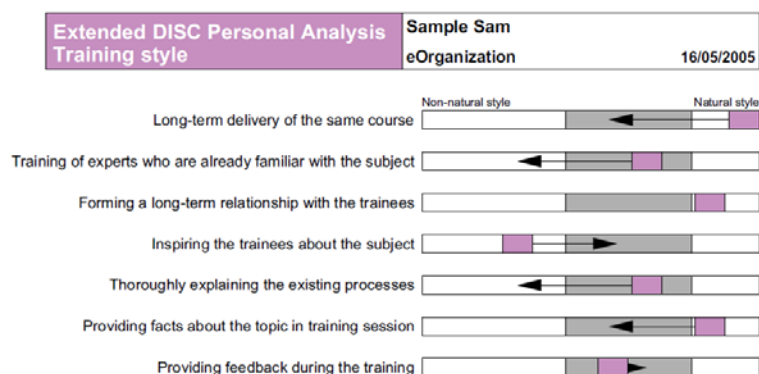 Extended DISC Personal Analysis
Training style
Sample Sam
eOrganization 16/05/2005
Non-natural style Natural style
Long-term delivery of the same course
Training of experts who are already familiar with the subject
Forming a long-term relationship with the trainees
Inspiring the trainees about the subject
Thoroughly explaining the existing processes
Providing facts about the topic in training session
Providing feedback during the training